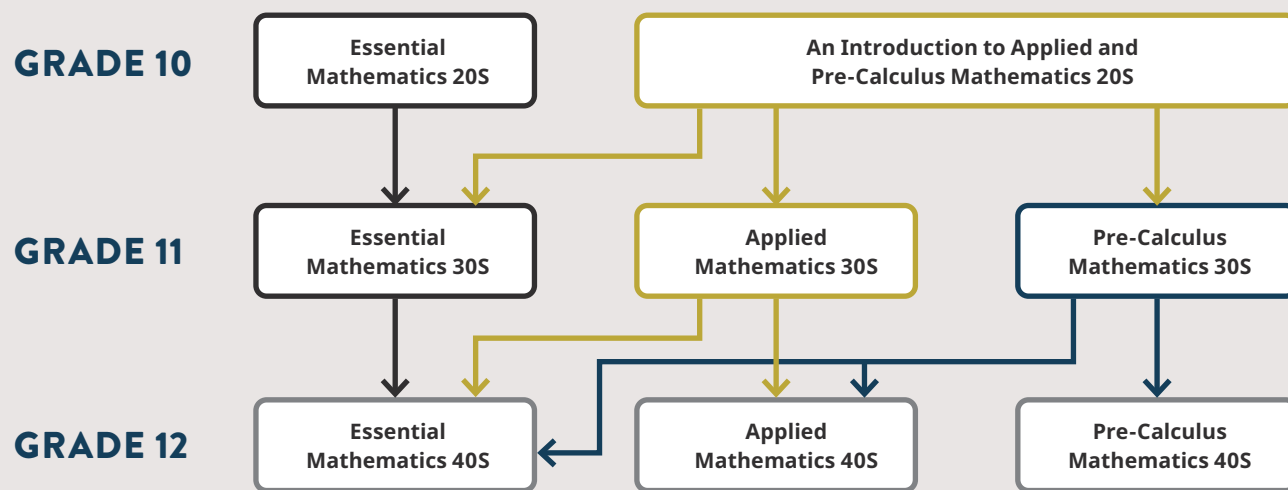 GRADE 10
Essential
Mathematics 20S
An Introduction to Applied and
Pre-Calculus Mathematics 20S
GRADE 11
Essential
Mathematics 30S
Applied
Mathematics 30S
Pre-Calculus
Mathematics 30S
GRADE 12
Essential
Mathematics 40S
Applied
Mathematics 40S
Pre-Calculus
Mathematics 40S